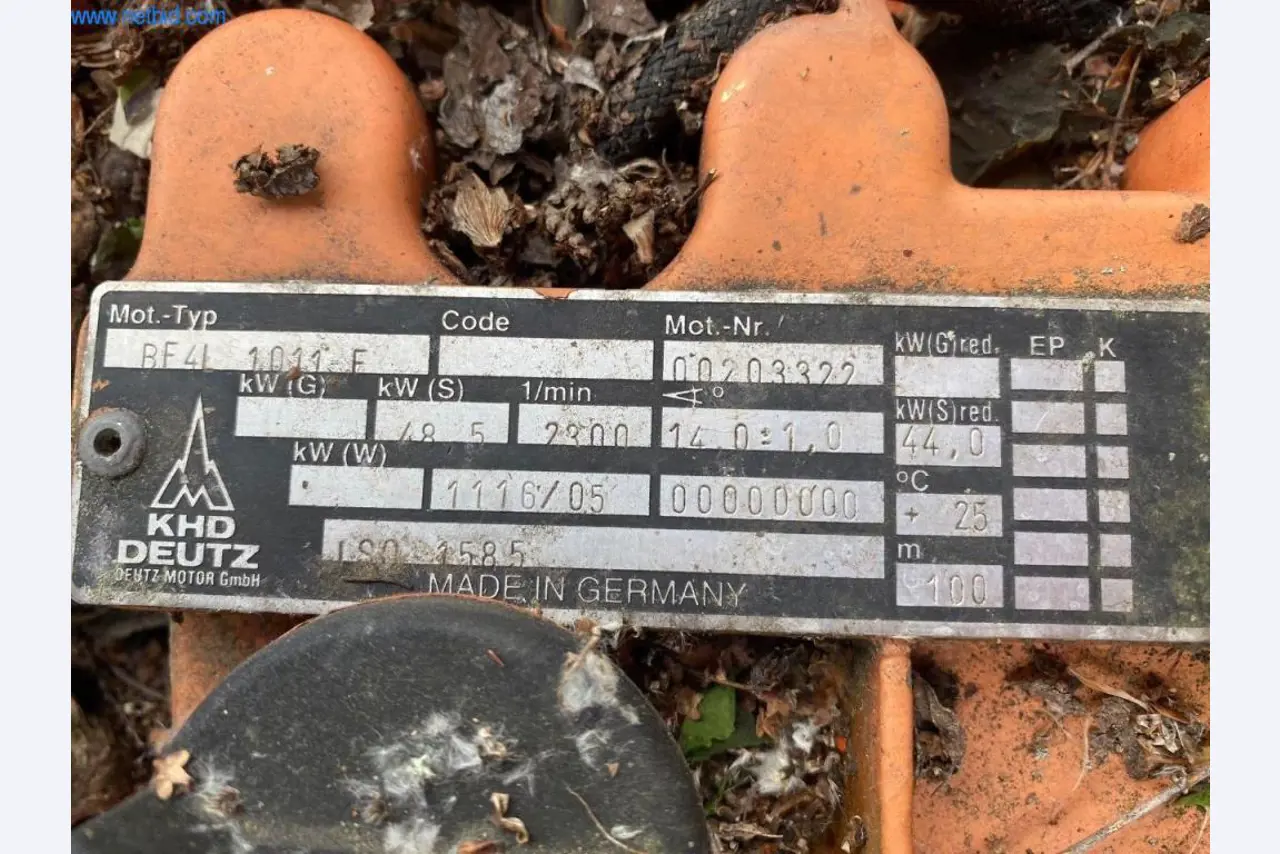 www.netbid.com
Mot.-Typ Code Mot.-Nr. kW(G)red. EP K
BF4L 1011 F 00203322
kW (G) kW (S) 1/min ∢° kW(S)red.
48,5 2300 14,0±1,0 44,0
kW (W) °C
1116/05 00000000 + 25
KHD
DEUTZ
DEUTZ MOTOR GmbH
ISO 1585 m
MADE IN GERMANY 100